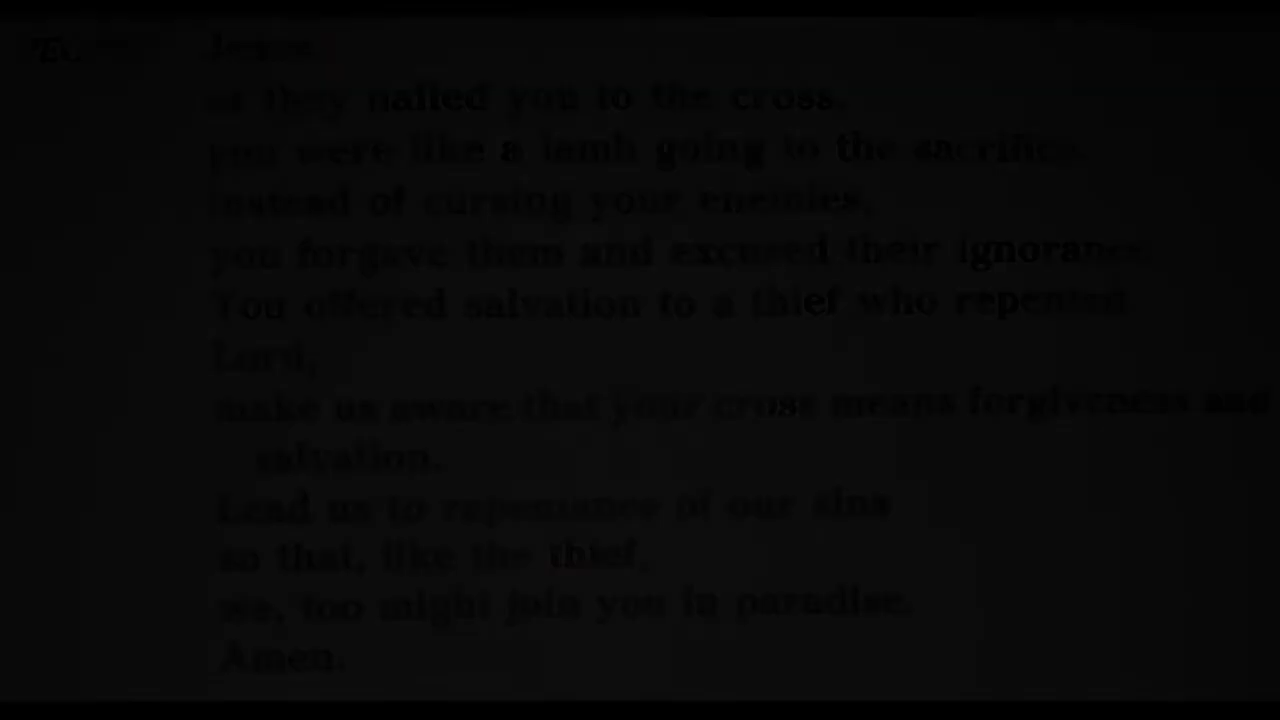 Jesus,
as they nailed you to the cross,
you were like a lamb going to the sacrifice.
instead of cursing your enemies,
you forgave them and excused their ignorance.
You offered salvation to a thief who repented.
Lord,
make us aware that your cross means forgiveness and
salvation.
Lead us to repentance of our sins
so that, like the thief,
we, too might join you in paradise.
Amen.